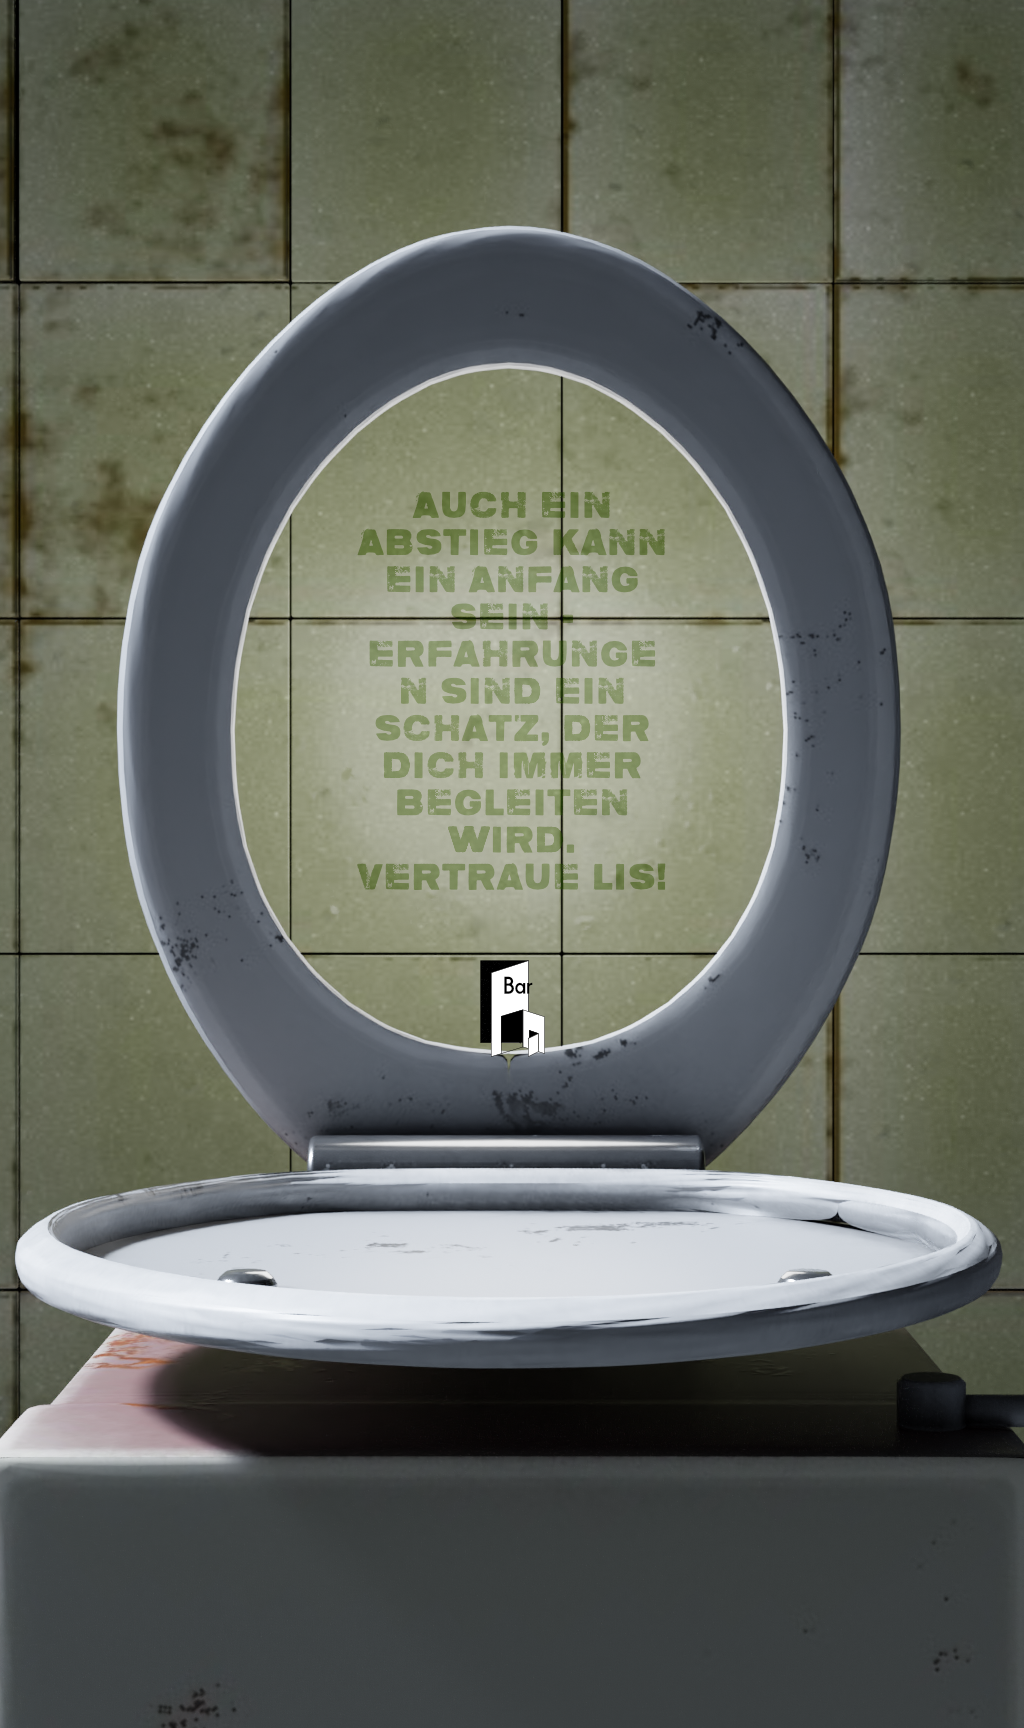 AUCH EIN
ABSTIEG KANN
EIN ANFANG
SEIN -
ERFAHRUNGE
N SIND EIN
SCHATZ, DER
DICH IMMER
BEGLEITEN
WIRD.
VERTRAUE LIS!
Bar